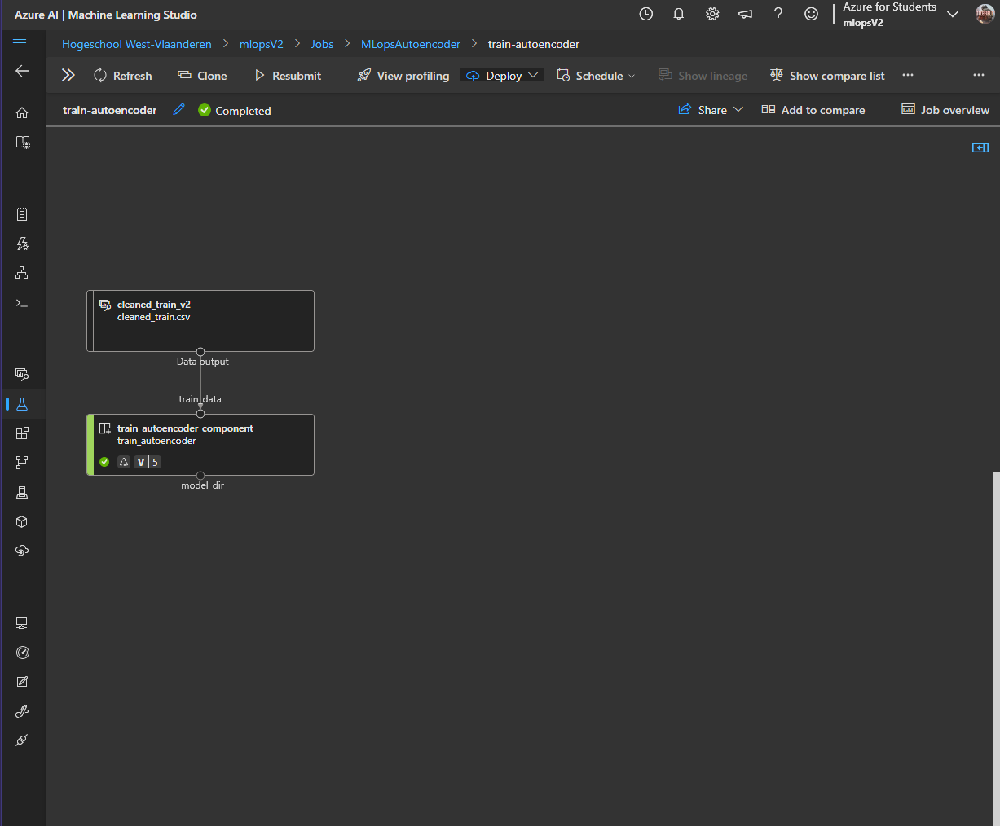 Azure AI | Machine Learning Studio
Azure for Students
mlopsV2
Hogeschool West-Vlaanderen > mlopsV2 > Jobs > MLopsAutoencoder > train-autoencoder
Refresh Clone Resubmit View profiling Deploy Schedule Show lineage Show compare list ... ...
train-autoencoder Completed Share Add to compare Job overview
cleaned_train_v2
cleaned_train.csv
Data output
train_data
train_autoencoder_component
train_autoencoder
V 5
model_dir